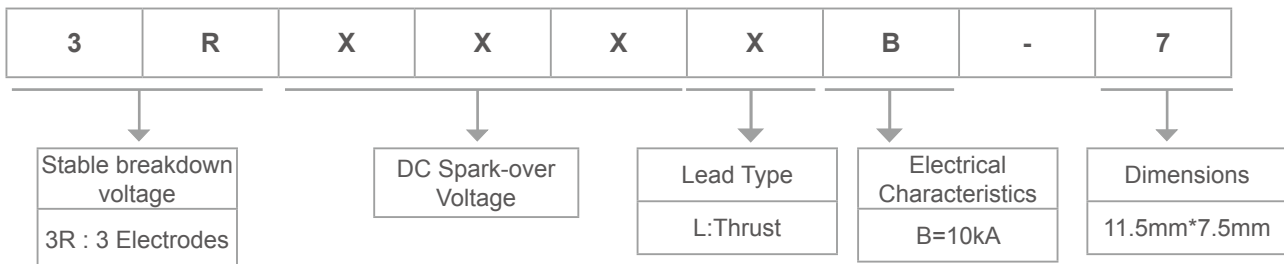 3 R X X X X B - 7
Stable breakdown
voltage
3R : 3 Electrodes
DC Spark-over
Voltage
Lead Type
L:Thrust
Electrical
Characteristics
B=10kA
Dimensions
11.5mm*7.5mm